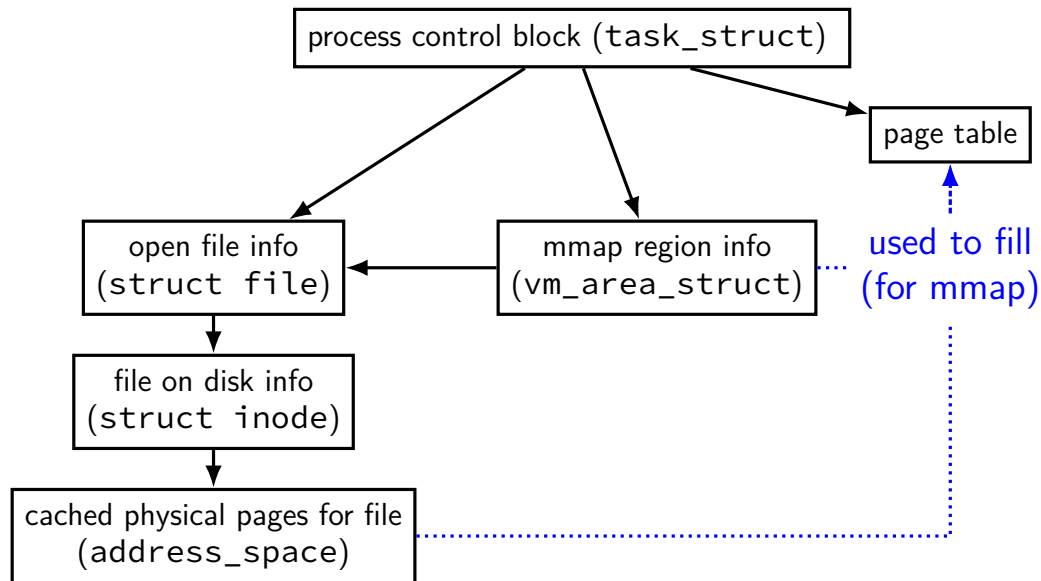 process control block (task_struct)
page table
open file info
(struct file)
mmap region info
(vm_area_struct)
used to fill
(for mmap)
file on disk info
(struct inode)
cached physical pages for file
(address_space)